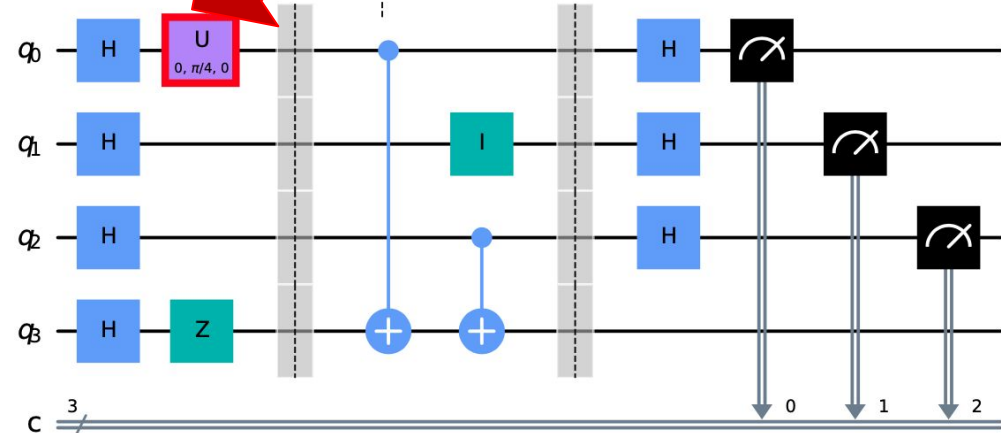 q0 H U H
0, π/4, 0
q1 H I H
q2 H H
q3 H Z
3 0 1 2
c